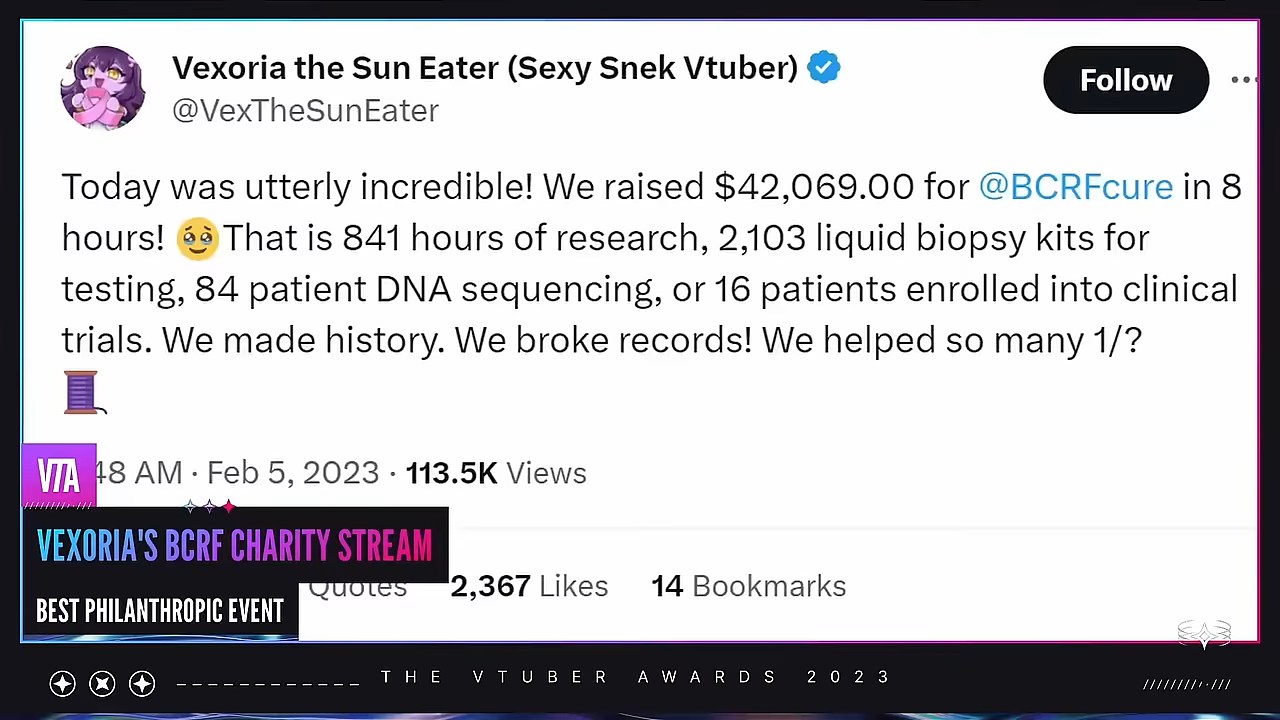 Vexoria the Sun Eater (Sexy Snek Vtuber)
@VexTheSunEater
Follow
Today was utterly incredible! We raised $42,069.00 for @BCRFcure in 8
hours! 🥹That is 841 hours of research, 2,103 liquid biopsy kits for
testing, 84 patient DNA sequencing, or 16 patients enrolled into clinical
trials. We made history. We broke records! We helped so many 1/?
🧵
48 AM · Feb 5, 2023 · 113.5K Views
VTA
VEXORIA'S BCRF CHARITY STREAM
Quotes 2,367 Likes 14 Bookmarks
BEST PHILANTHROPIC EVENT
THE VTUBER AWARDS 2023